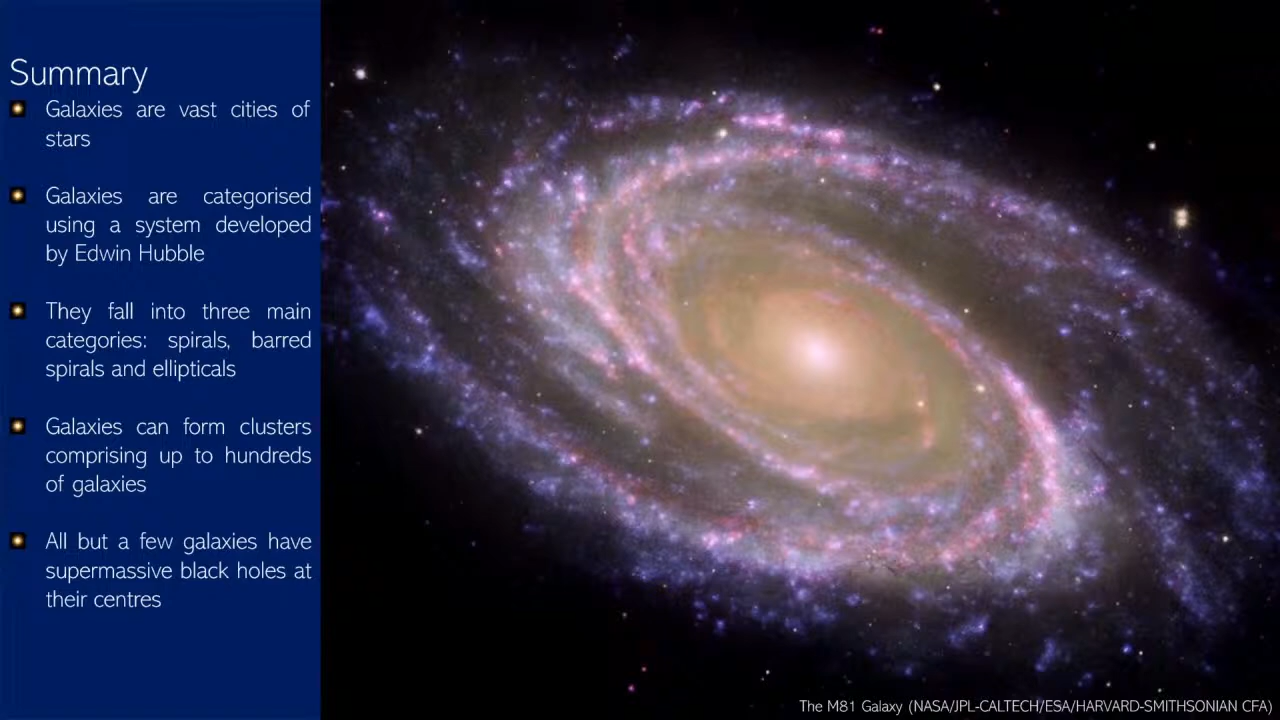 Summary
Galaxies are vast cities of
stars
Galaxies are categorised
using a system developed
by Edwin Hubble
They fall into three main
categories: spirals, barred
spirals and ellipticals
Galaxies can form clusters
comprising up to hundreds
of galaxies
All but a few galaxies have
supermassive black holes at
their centres
The M81 Galaxy (NASA/JPL-CALTECH/ESA/HARVARD-SMITHSONIAN CFA)